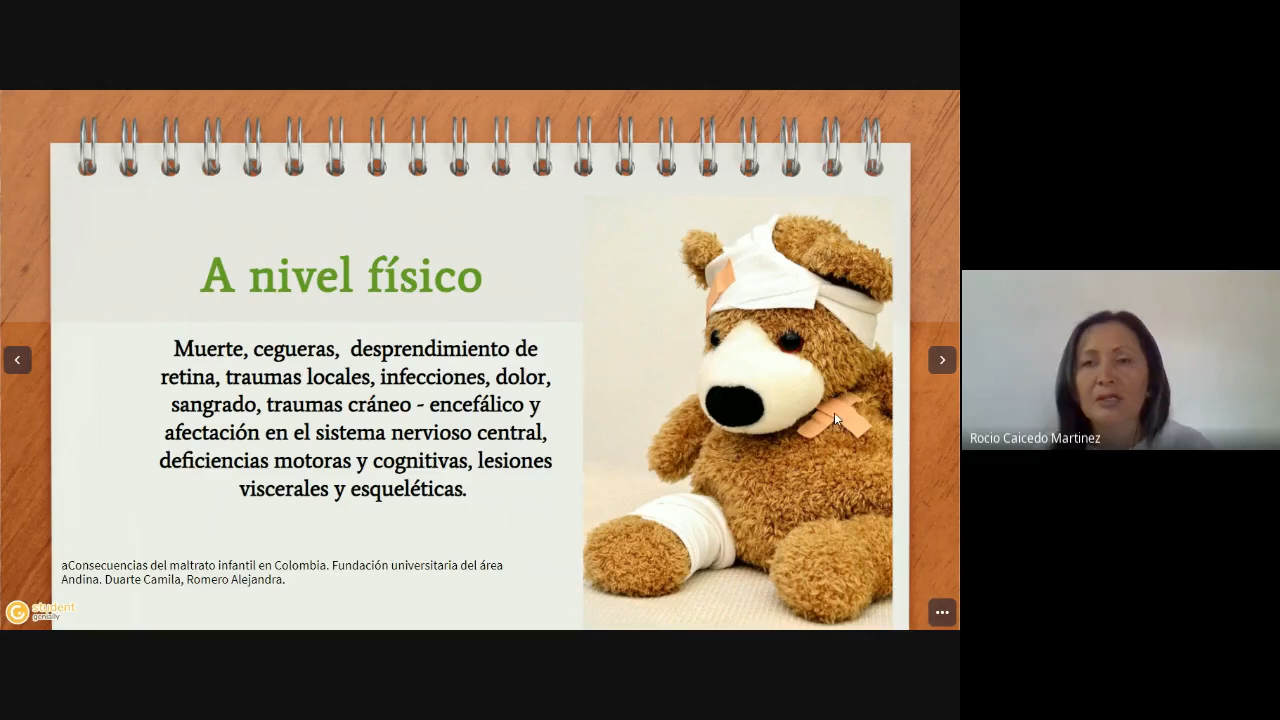 A nivel físico
Muerte, cegueras, desprendimiento de
retina, traumas locales, infecciones, dolor,
sangrado, traumas cráneo - encefálico y
afectación en el sistema nervioso central,
deficiencias motoras y cognitivas, lesiones
viscerales y esqueléticas.
aConsecuencias del maltrato infantil en Colombia. Fundación universitaria del área
Andina. Duarte Camila, Romero Alejandra.
student
genially
Rocio Caicedo Martinez